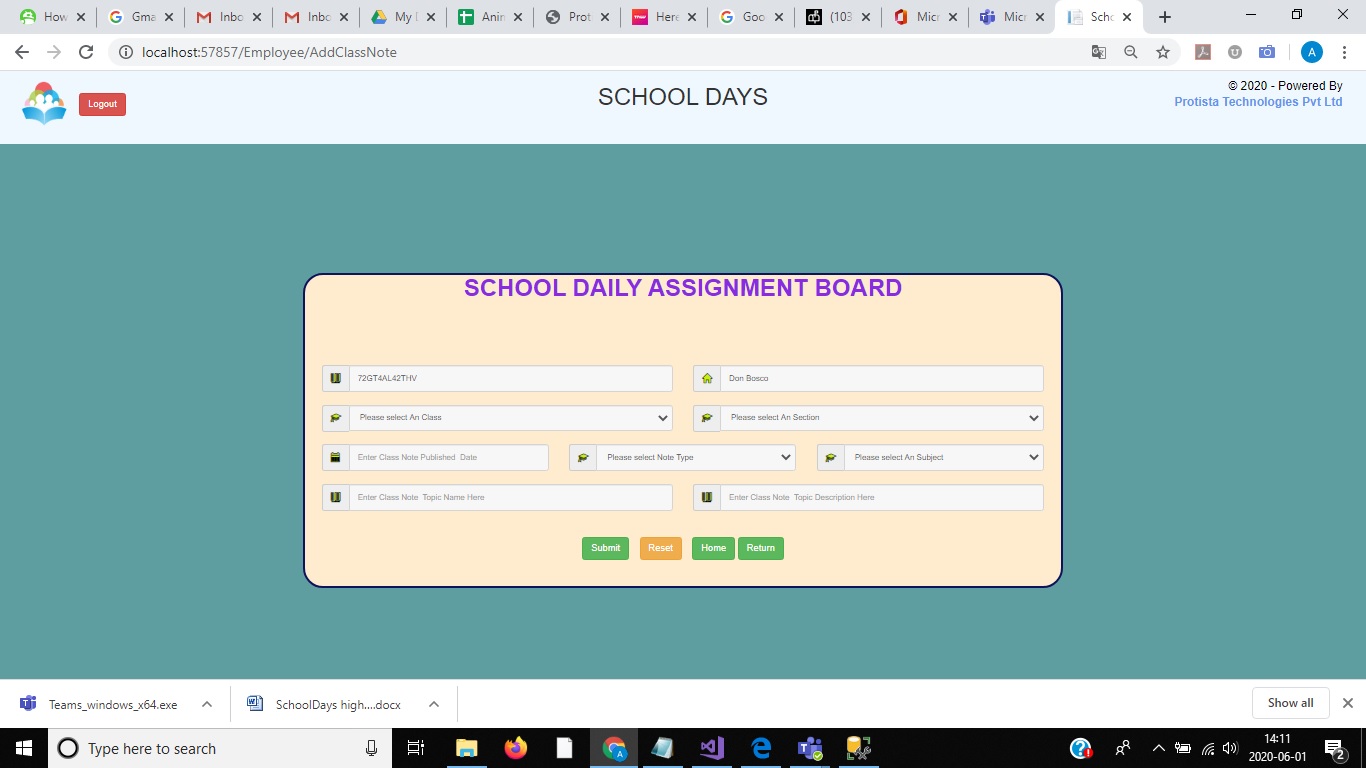 How
Gma
Inbo
Inbo
My
Anin
Prot
Here
Goo
(103
Micr
Micr
Scho
localhost:57857/Employee/AddClassNote
A
Logout
SCHOOL DAYS
© 2020 - Powered By
Protista Technologies Pvt Ltd
SCHOOL DAILY ASSIGNMENT BOARD
72GT4AL42THV
Don Bosco
Please select An Class
Please select An Section
Enter Class Note Published Date
Please select Note Type
Please select An Subject
Enter Class Note Topic Name Here
Enter Class Note Topic Description Here
Submit
Reset
Home
Return
Teams_windows_x64.exe
SchoolDays high....docx
Show all
Type here to search
14:11
2020-06-01
2